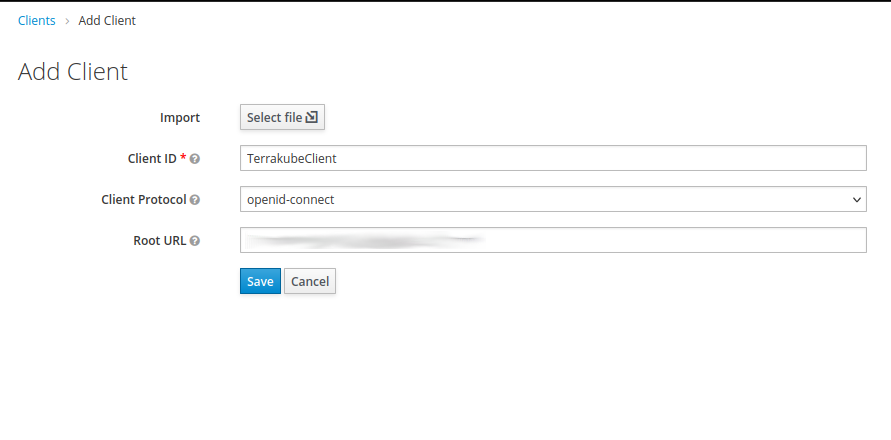 Clients > Add Client
Add Client
Import Select file
Client ID * TerrakubeClient
Client Protocol openid-connect
Root URL
Save Cancel